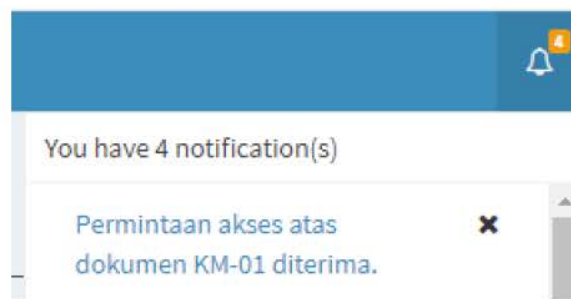 4
You have 4 notification(s)
Permintaan akses atas
dokumen KM-01 diterima.